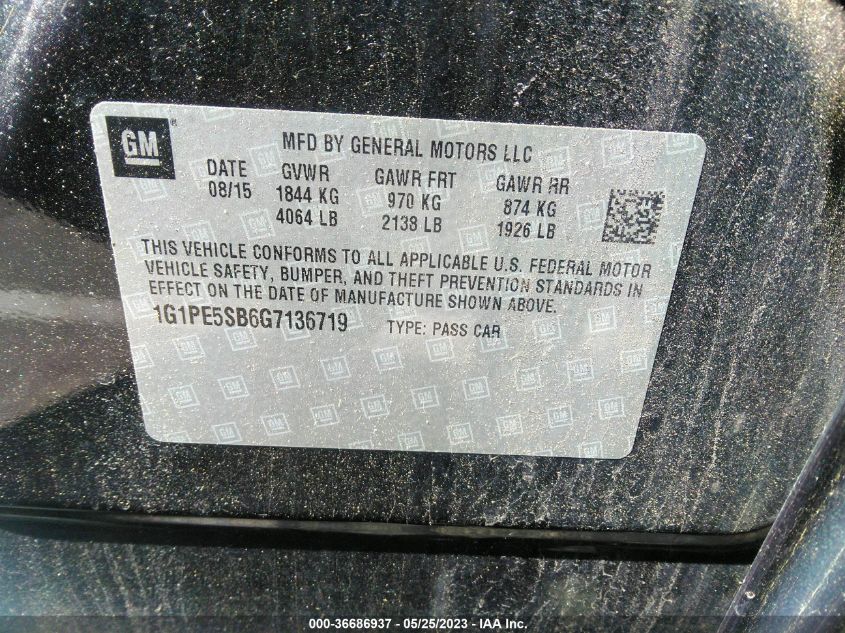 GM®
MFD BY GENERAL MOTORS LLC
DATE GVWR GAWR FRT GAWR RR
08/15 1844 KG 970 KG 874 KG
4064 LB 2138 LB 1926 LB
THIS VEHICLE CONFORMS TO ALL APPLICABLE U.S. FEDERAL MOTOR
VEHICLE SAFETY, BUMPER, AND THEFT PREVENTION STANDARDS IN
EFFECT ON THE DATE OF MANUFACTURE SHOWN ABOVE.
1G1PE5SB6G7136719 TYPE: PASS CAR
000-36686937 - 05/25/2023 - IAA Inc.